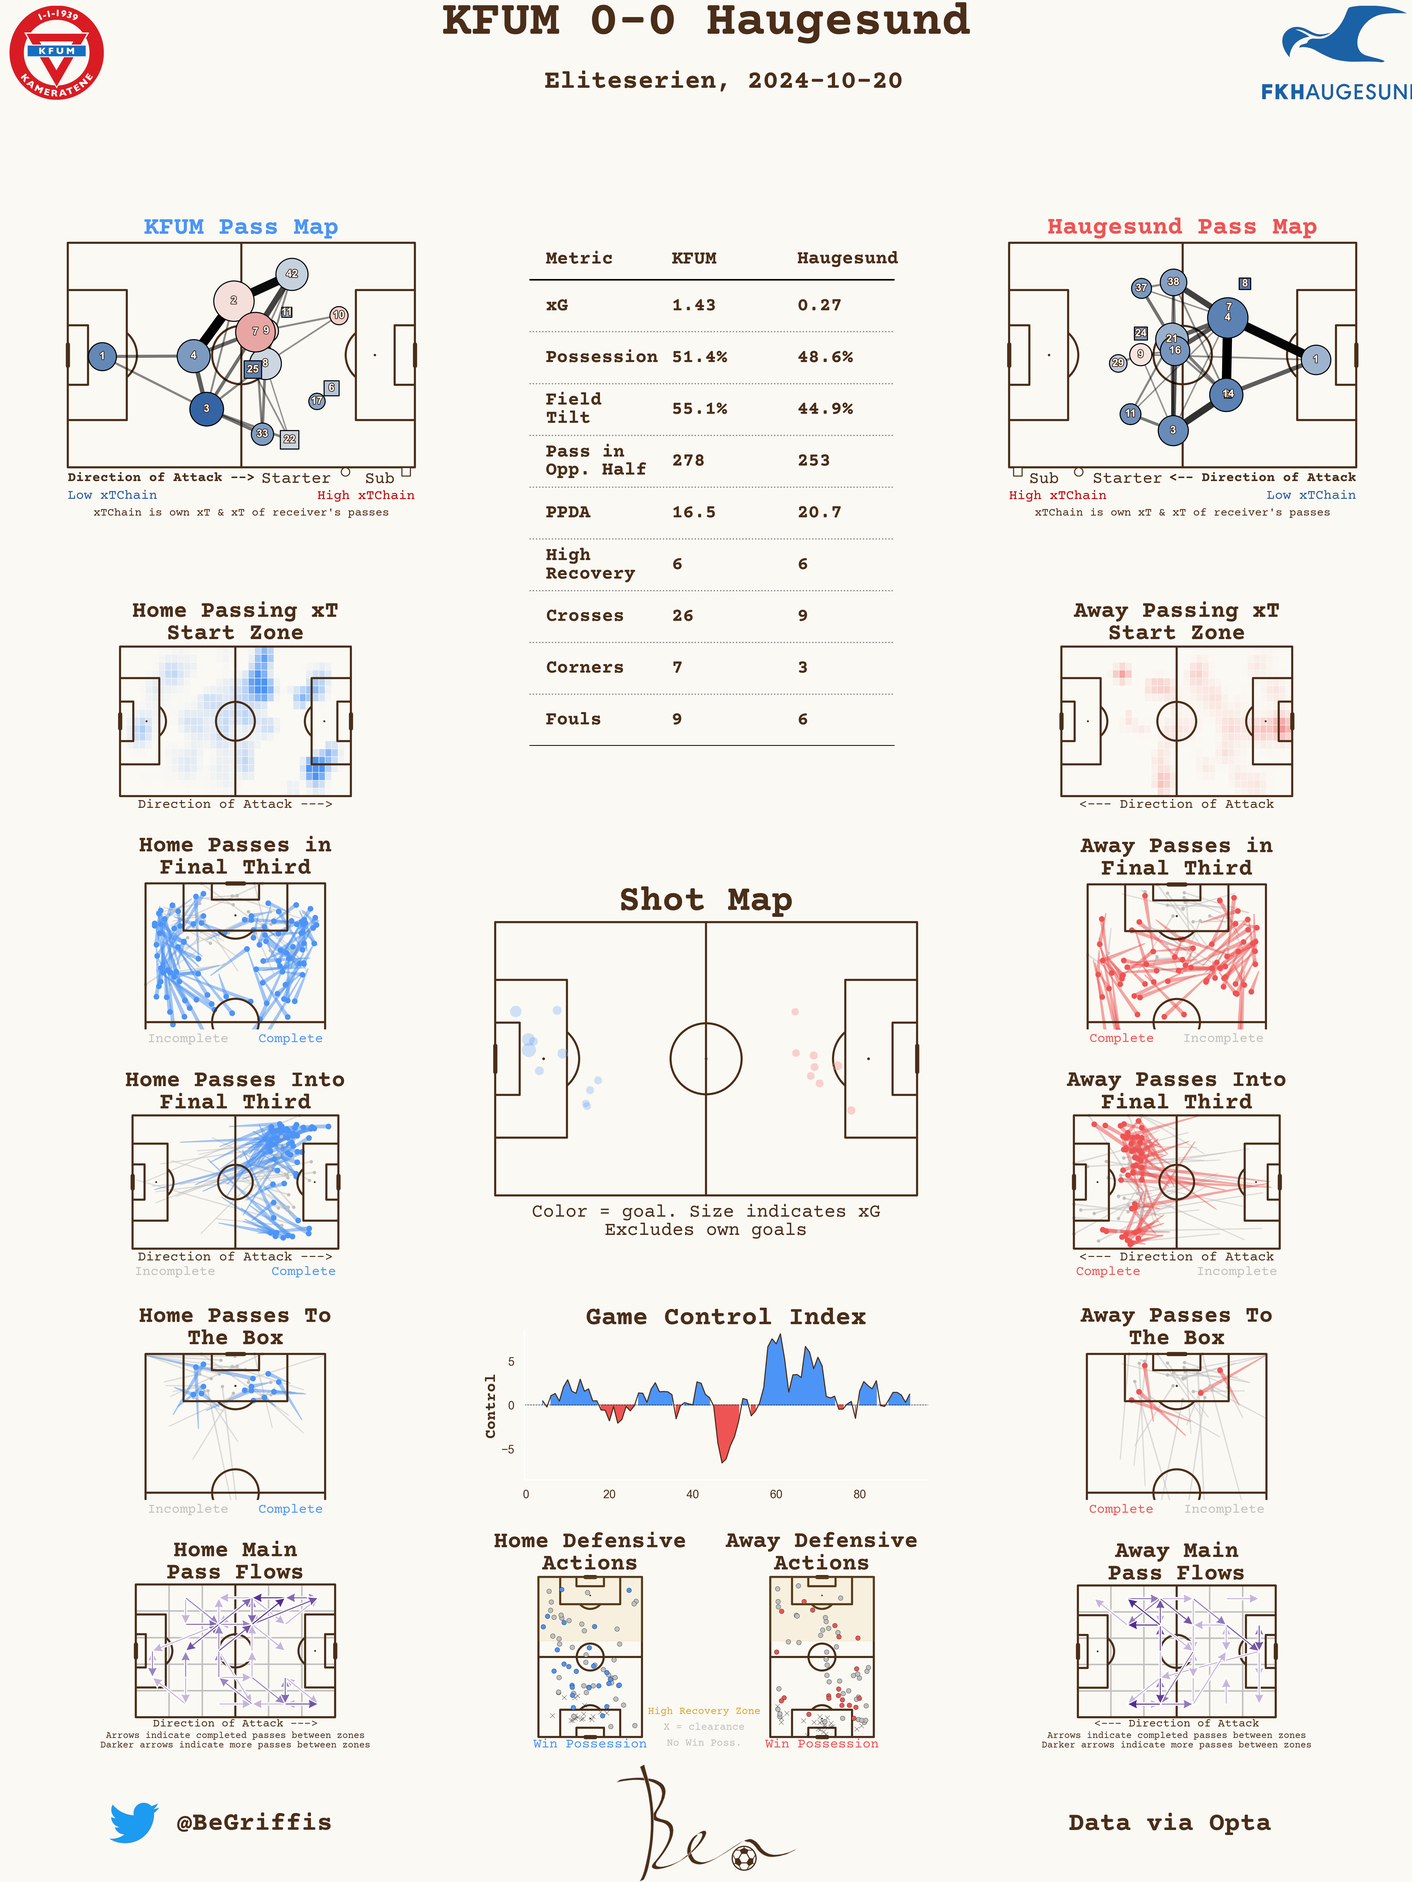 KFUM 0-0 Haugesund
Eliteserien, 2024-10-20
1-1-1939
KFUM
KAMERATENE
FKHAUGESUN
KFUM Pass Map
42
2
11
10
7 9
1
4
8
25
6
17
3
33
22
Direction of Attack --> Starter Sub
Low xTChain High xTChain
xTChain is own xT & xT of receiver's passes
Metric KFUM Haugesund
xG 1.43 0.27
Possession 51.4% 48.6%
Field
Tilt 55.1% 44.9%
Pass in
Opp. Half 278 253
PPDA 16.5 20.7
High
Recovery 6 6
Crosses 26 9
Corners 7 3
Fouls 9 6
Haugesund Pass Map
37
38
8
7
4
24
21
16
9
29
1
14
11
3
Sub Starter <-- Direction of Attack
High xTChain Low xTChain
xTChain is own xT & xT of receiver's passes
Home Passing xT
Start Zone
Direction of Attack --->
Away Passing xT
Start Zone
<--- Direction of Attack
Home Passes in
Final Third
Incomplete Complete
Away Passes in
Final Third
Complete Incomplete
Shot Map
Color = goal. Size indicates xG
Excludes own goals
Home Passes Into
Final Third
Direction of Attack --->
Incomplete Complete
Away Passes Into
Final Third
<--- Direction of Attack
Complete Incomplete
Home Passes To
The Box
Incomplete Complete
Game Control Index
Control
5
0
−5
0 20 40 60 80
Away Passes To
The Box
Complete Incomplete
Home Main
Pass Flows
Direction of Attack --->
Arrows indicate completed passes between zones
Darker arrows indicate more passes between zones
Home Defensive
Actions
Win Possession
High Recovery Zone
X = clearance
No Win Poss.
Away Defensive
Actions
Win Possession
Away Main
Pass Flows
<--- Direction of Attack
Arrows indicate completed passes between zones
Darker arrows indicate more passes between zones
@BeGriffis
Ben
Data via Opta